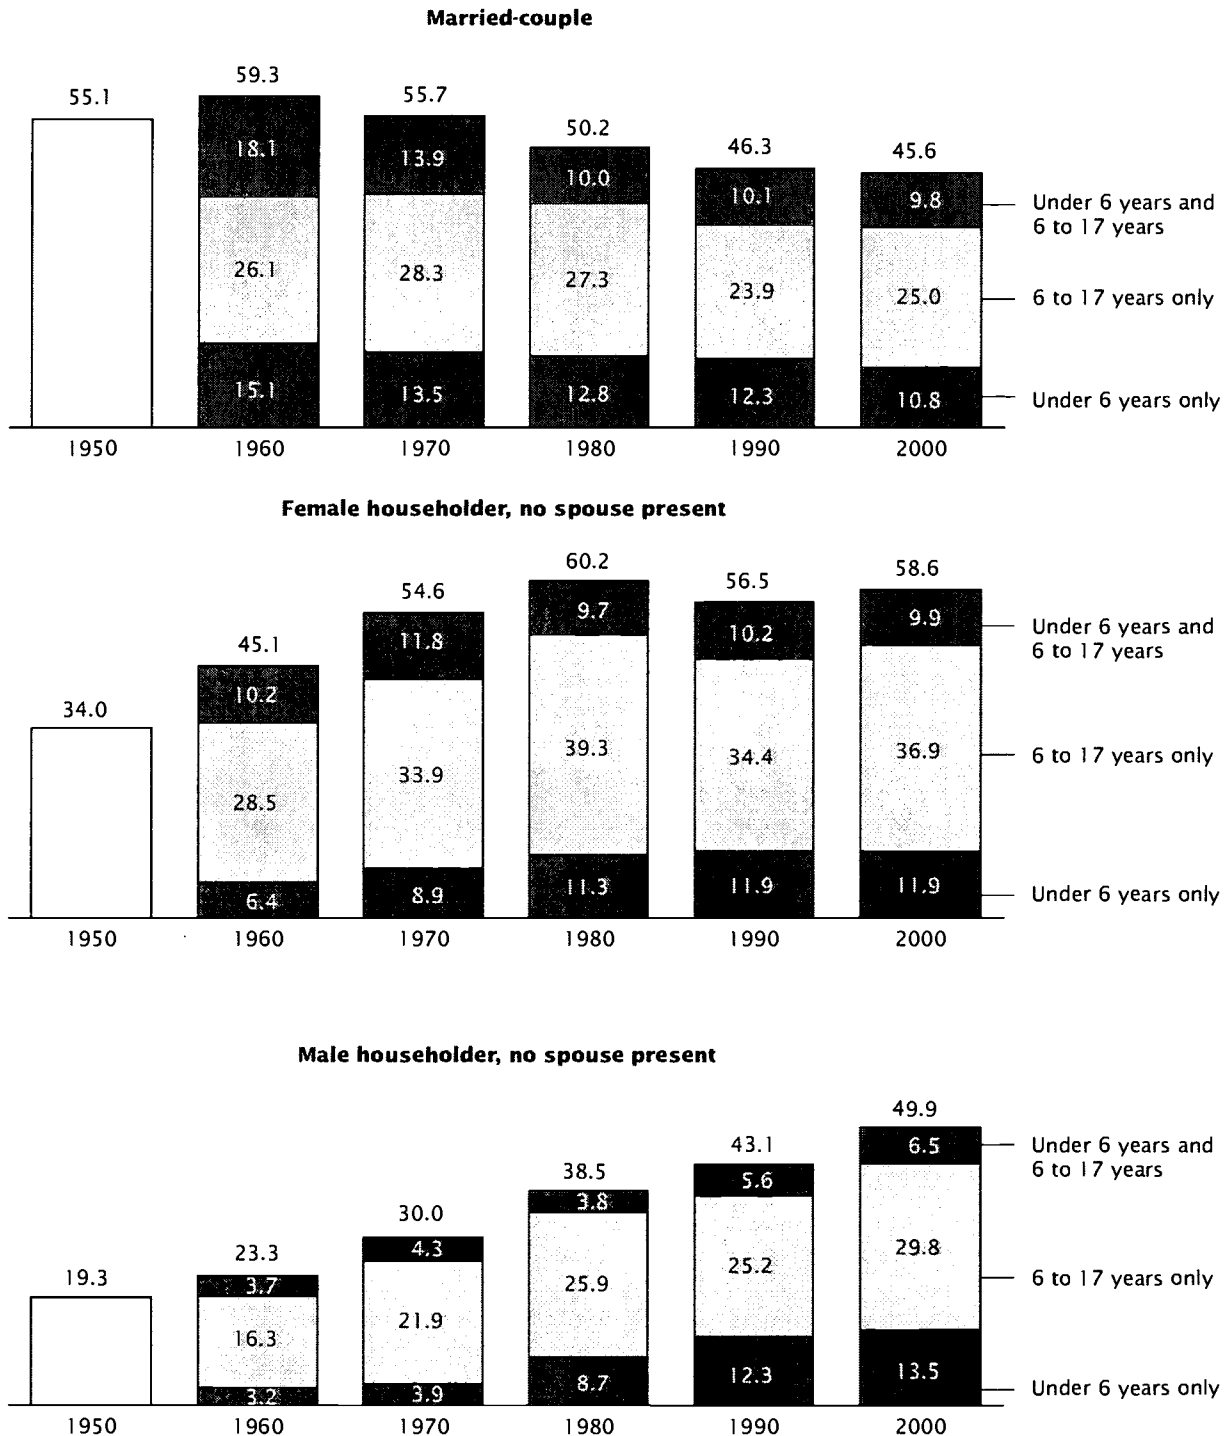 Married-couple
55.1 59.3 55.7 50.2 46.3 45.6
18.1 13.9 10.0 10.1 9.8
Under 6 years and
6 to 17 years
26.1 28.3 27.3 23.9 25.0 6 to 17 years only
15.1 13.5 12.8 12.3 10.8 Under 6 years only
1950 1960 1970 1980 1990 2000
Female householder, no spouse present
34.0 45.1 54.6 60.2 56.5 58.6
10.2 11.8 9.7 10.2 9.9
Under 6 years and
6 to 17 years
28.5 33.9 39.3 34.4 36.9 6 to 17 years only
6.4 8.9 11.3 11.9 11.9 Under 6 years only
1950 1960 1970 1980 1990 2000
Male householder, no spouse present
19.3 23.3 30.0 38.5 43.1 49.9
3.7 4.3 3.8 5.6 6.5
Under 6 years and
6 to 17 years
16.3 21.9 25.9 25.2 29.8 6 to 17 years only
3.2 3.9 8.7 12.3 13.5 Under 6 years only
1950 1960 1970 1980 1990 2000